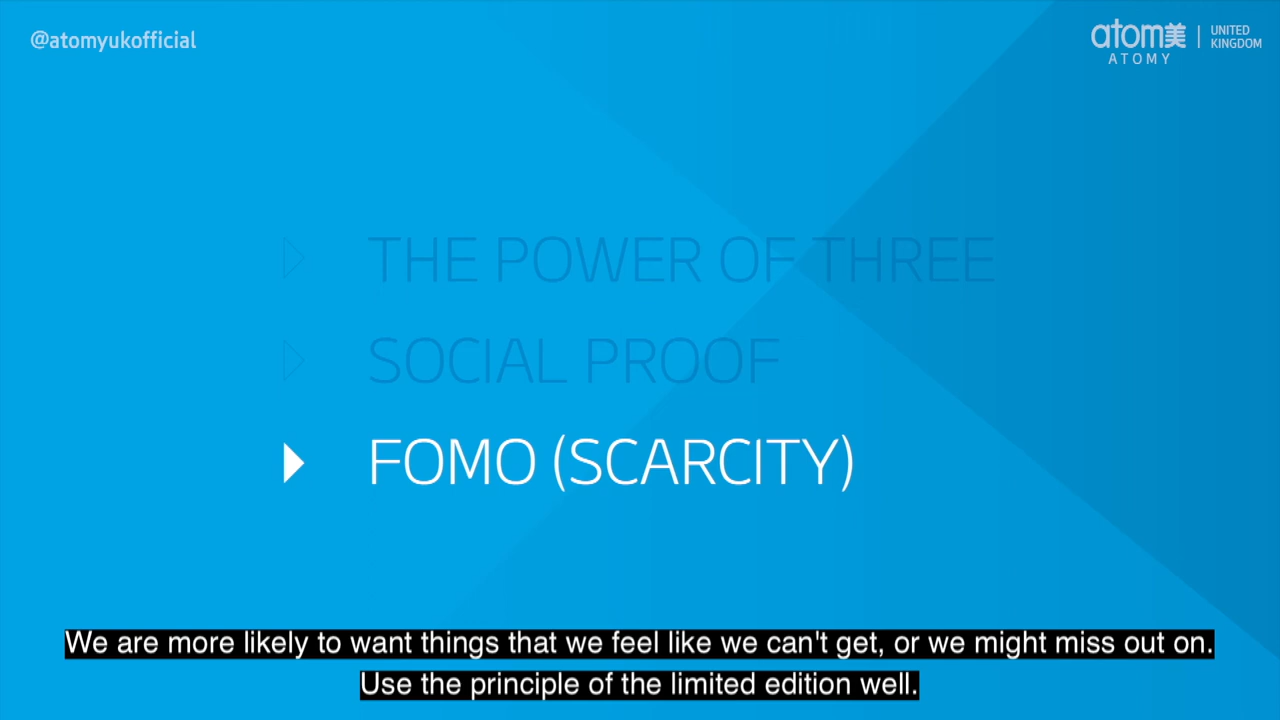 @atomyukofficial
atom美 | UNITED
KINGDOM
ATOMY
THE POWER OF THREE
SOCIAL PROOF
FOMO (SCARCITY)
We are more likely to want things that we feel like we can't get, or we might miss out on.
Use the principle of the limited edition well.